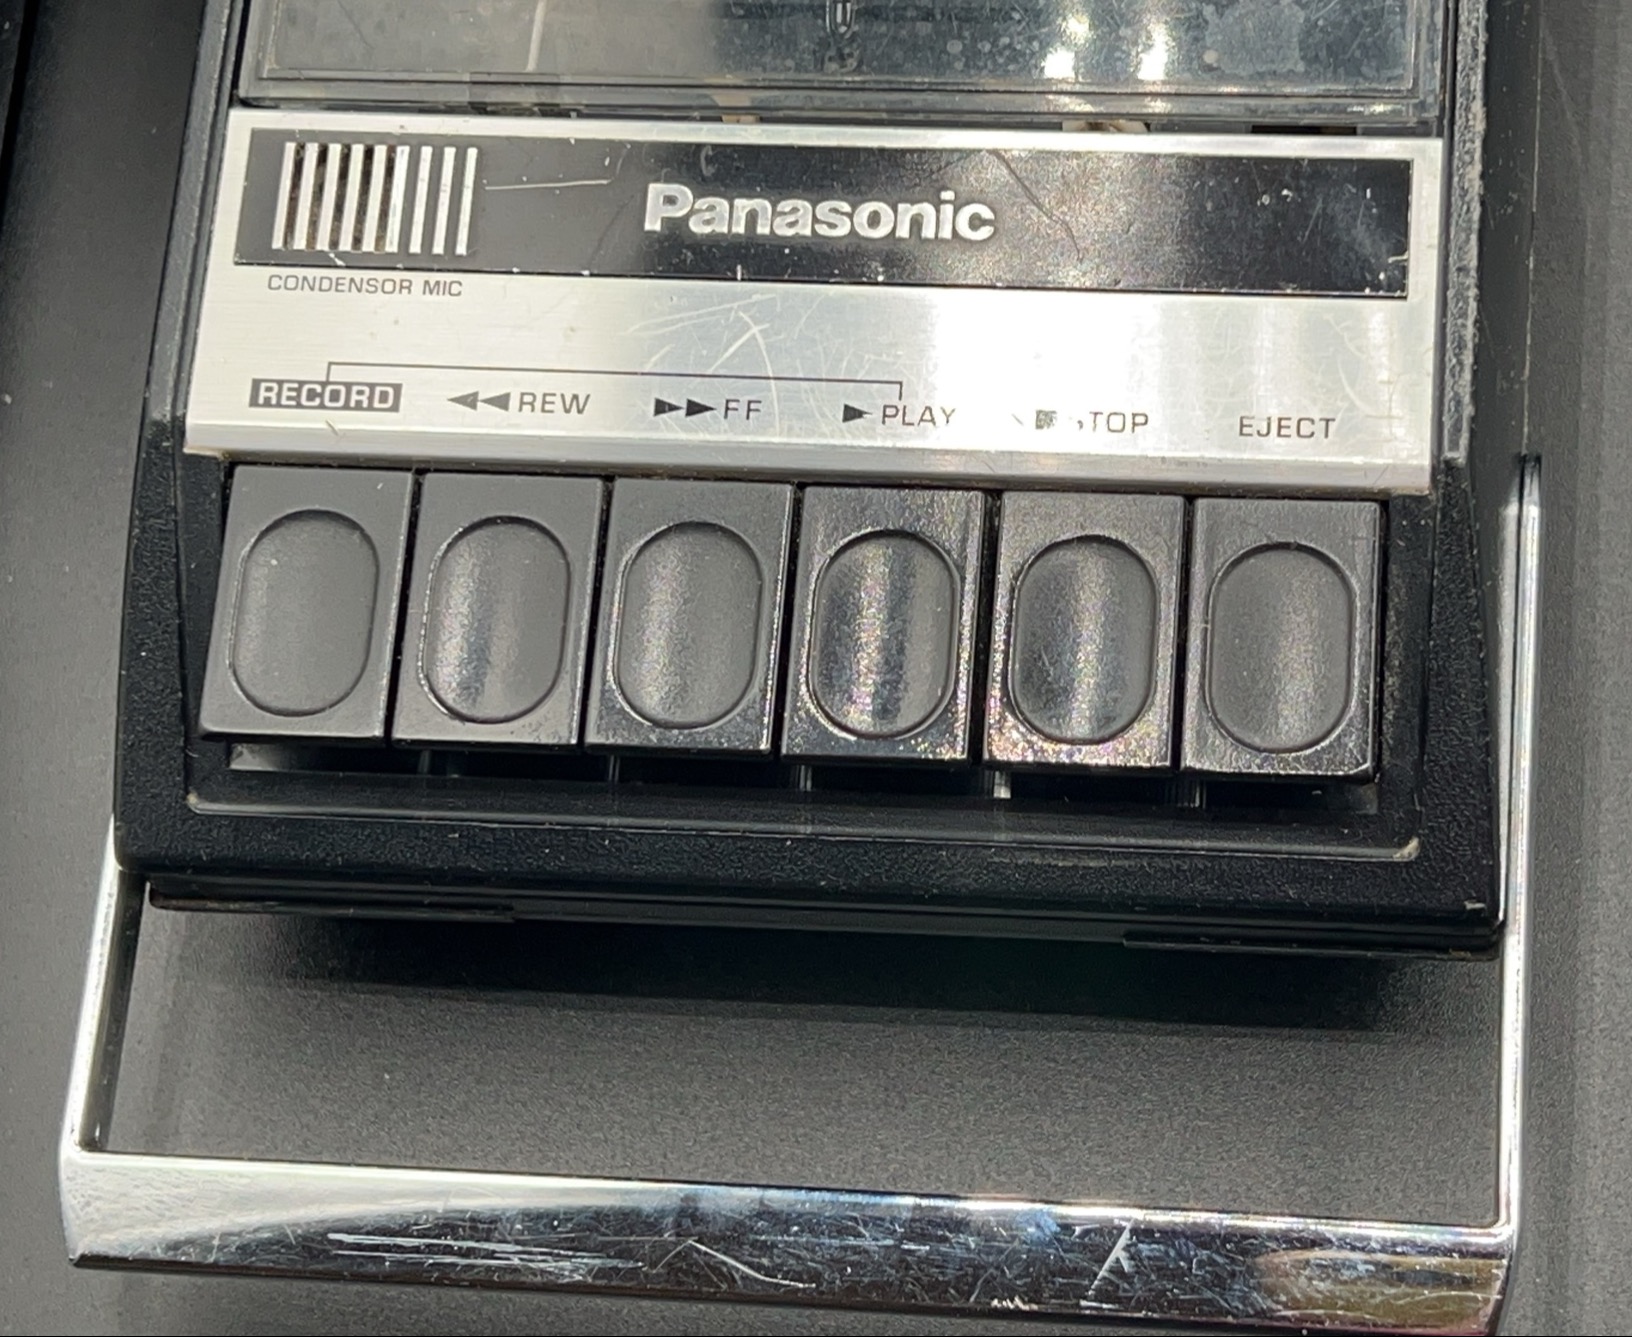 Panasonic
CONDENSOR MIC
RECORD ◀◀REW ▶▶FF ▶PLAY ■ TOP EJECT